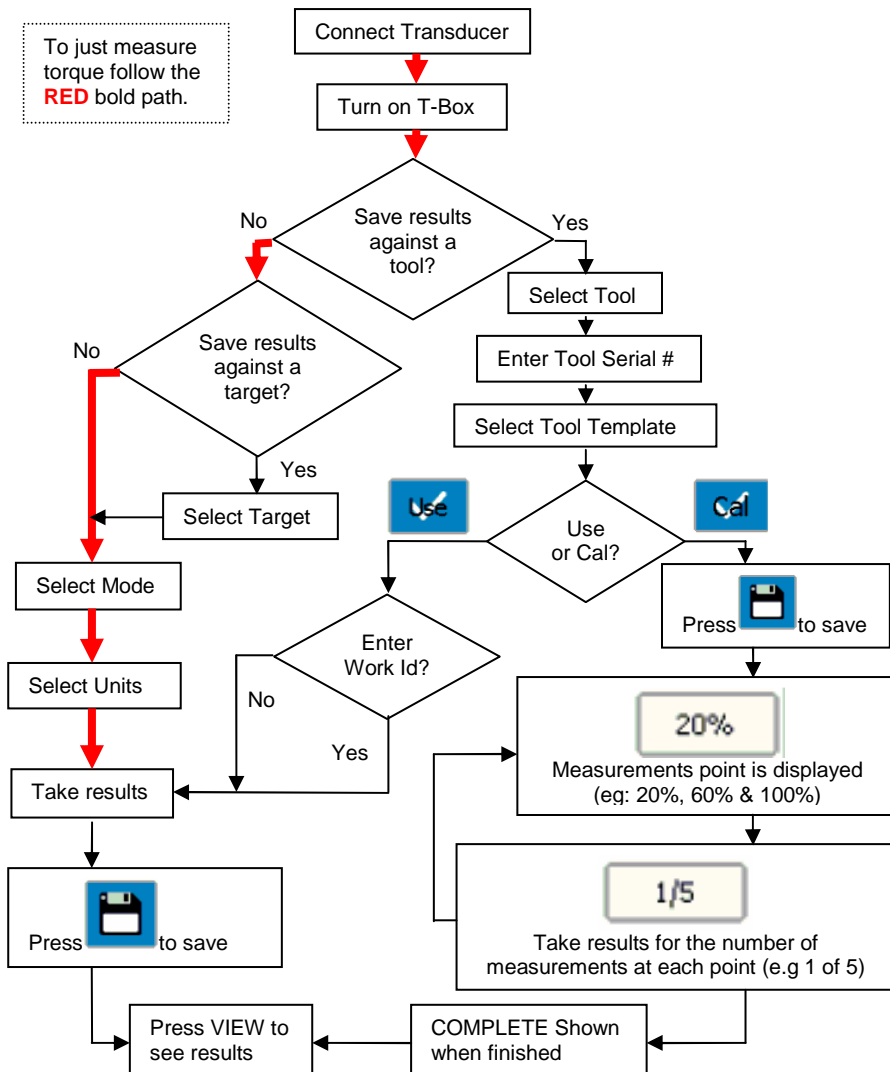 To just measure
torque follow the
RED bold path.
Connect Transducer
Turn on T-Box
Save results
against a
tool?
No
Yes
Select Tool
Enter Tool Serial #
Select Tool Template
Save results
against a
target?
No
Yes
Select Target
Use
Cal
Use
or Cal?
Select Mode
Select Units
Enter
Work Id?
No
Yes
Press to save
20%
Measurements point is displayed
(eg: 20%, 60% & 100%)
Take results
1/5
Take results for the number of
measurements at each point (e.g 1 of 5)
Press to save
Press VIEW to
see results
COMPLETE Shown
when finished